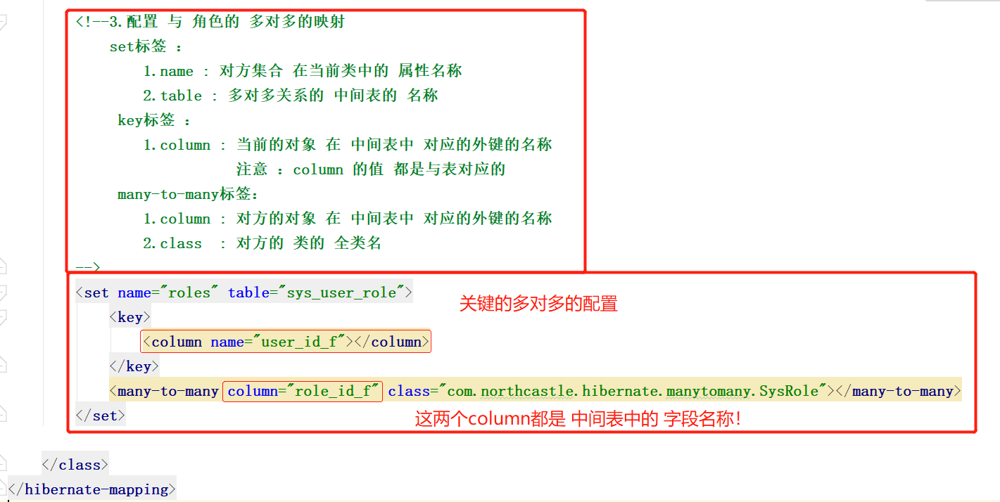 <!--3.配置 与 角色的 多对多的映射
set标签 ：
1.name : 对方集合 在当前类中的 属性名称
2.table : 多对多关系的 中间表的 名称
key标签 ：
1.column : 当前的对象 在 中间表中 对应的外键的名称
注意 ：column 的值 都是与表对应的
many-to-many标签：
1.column : 对方的对象 在 中间表中 对应的外键的名称
2.class : 对方的 类的 全类名
-->
<set name="roles" table="sys_user_role">
关键的多对多的配置
<key>
<column name="user_id_f"></column>
</key>
<many-to-many column="role_id_f" class="com.northcastle.hibernate.manytomany.SysRole"></many-to-many>
</set>
这两个column都是 中间表中的 字段名称！
</class>
</hibernate-mapping>